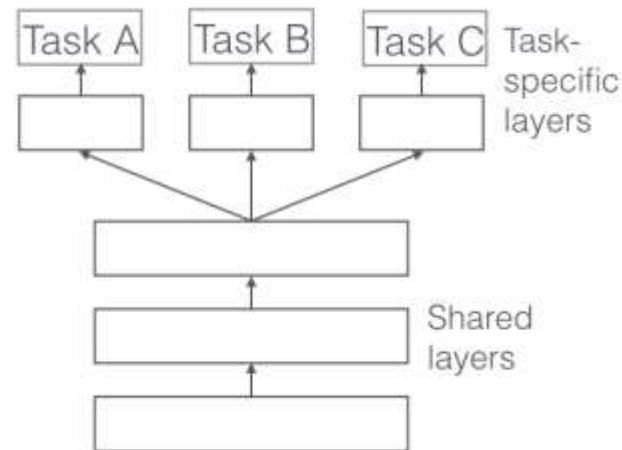 Task A
Task B
Task C
Task-
specific
layers
Shared
layers